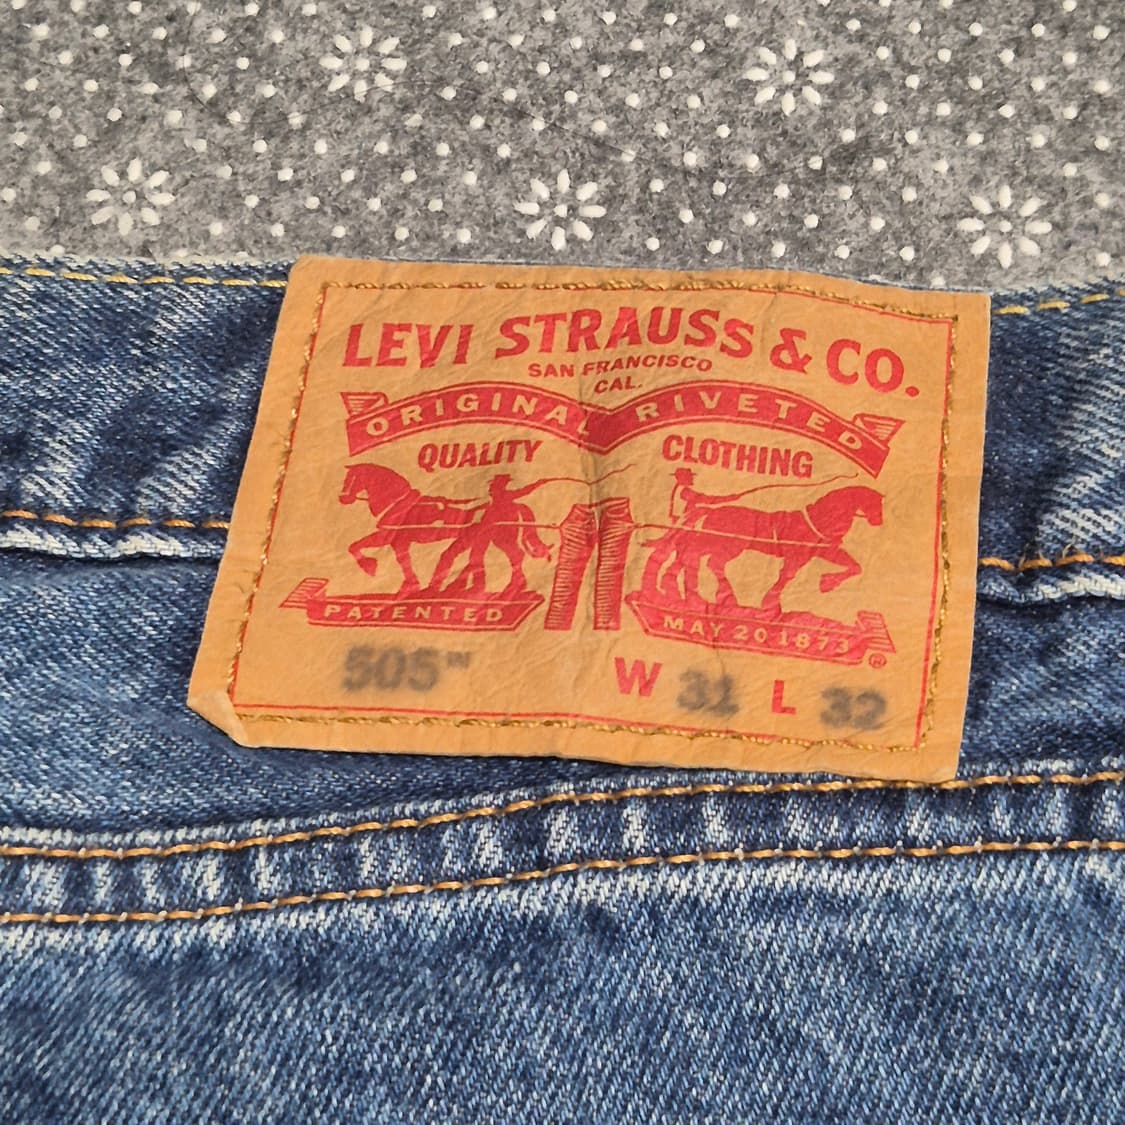 LEVI STRAUSS & CO.
SAN FRANCISCO
CAL.
ORIGINAL RIVETED
QUALITY CLOTHING
PATENTED MAY 20 1873 ®
505™ W 31 L 32